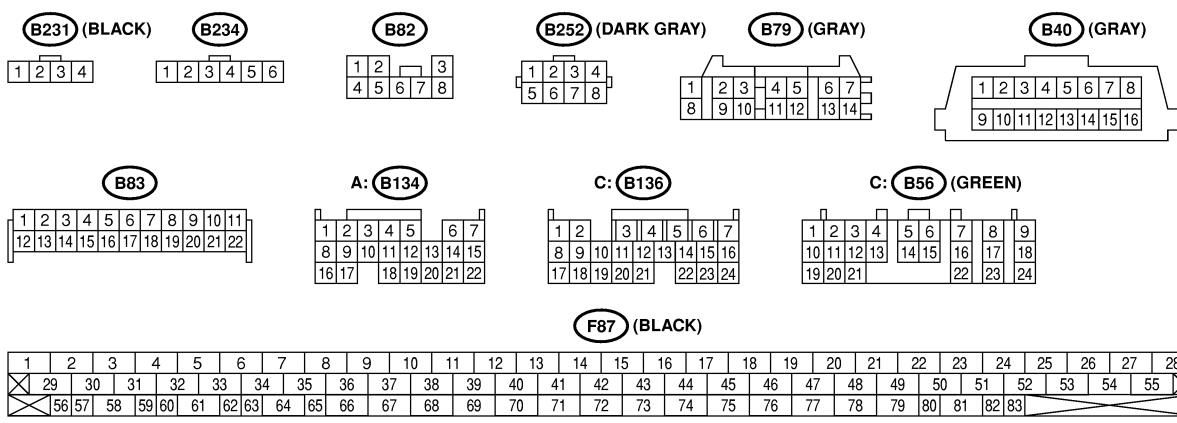 B231 (BLACK) B234 B82 B252 (DARK GRAY) B79 (GRAY) B40 (GRAY)
1 2 3 4
1 2 3 4 5 6
1 2 3
4 5 6 7 8
1 2 3 4
5 6 7 8
1 2 3 4 5 6 7
8 9 10 11 12 13 14
1 2 3 4 5 6 7 8
9 10 11 12 13 14 15 16
B83 A: B134 C: B136 C: B56 (GREEN)
1 2 3 4 5 6 7 8 9 10 11
12 13 14 15 16 17 18 19 20 21 22
1 2 3 4 5 6 7
8 9 10 11 12 13 14 15
16 17 18 19 20 21 22
1 2 3 4 5 6 7
8 9 10 11 12 13 14 15 16
17 18 19 20 21 22 23 24
1 2 3 4 5 6 7 8 9
10 11 12 13 14 15 16 17 18
19 20 21 22 23 24
F87 (BLACK)
1 2 3 4 5 6 7 8 9 10 11 12 13 14 15 16 17 18 19 20 21 22 23 24 25 26 27 28
29 30 31 32 33 34 35 36 37 38 39 40 41 42 43 44 45 46 47 48 49 50 51 52 53 54 55
56 57 58 59 60 61 62 63 64 65 66 67 68 69 70 71 72 73 74 75 76 77 78 79 80 81 82 83